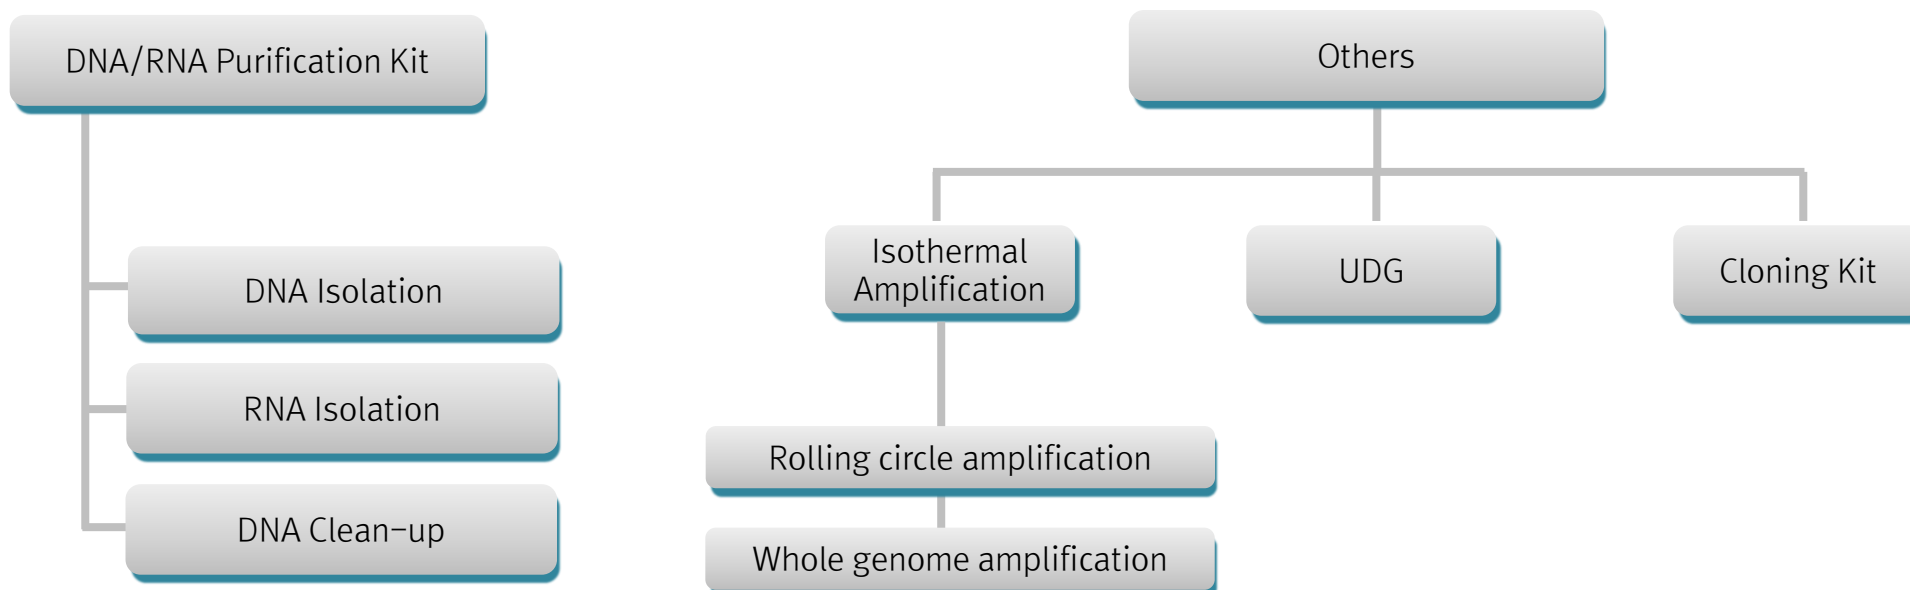 DNA/RNA Purification Kit
DNA Isolation
RNA Isolation
DNA Clean-up
Others
Isothermal
Amplification
UDG
Cloning Kit
Rolling circle amplification
Whole genome amplification